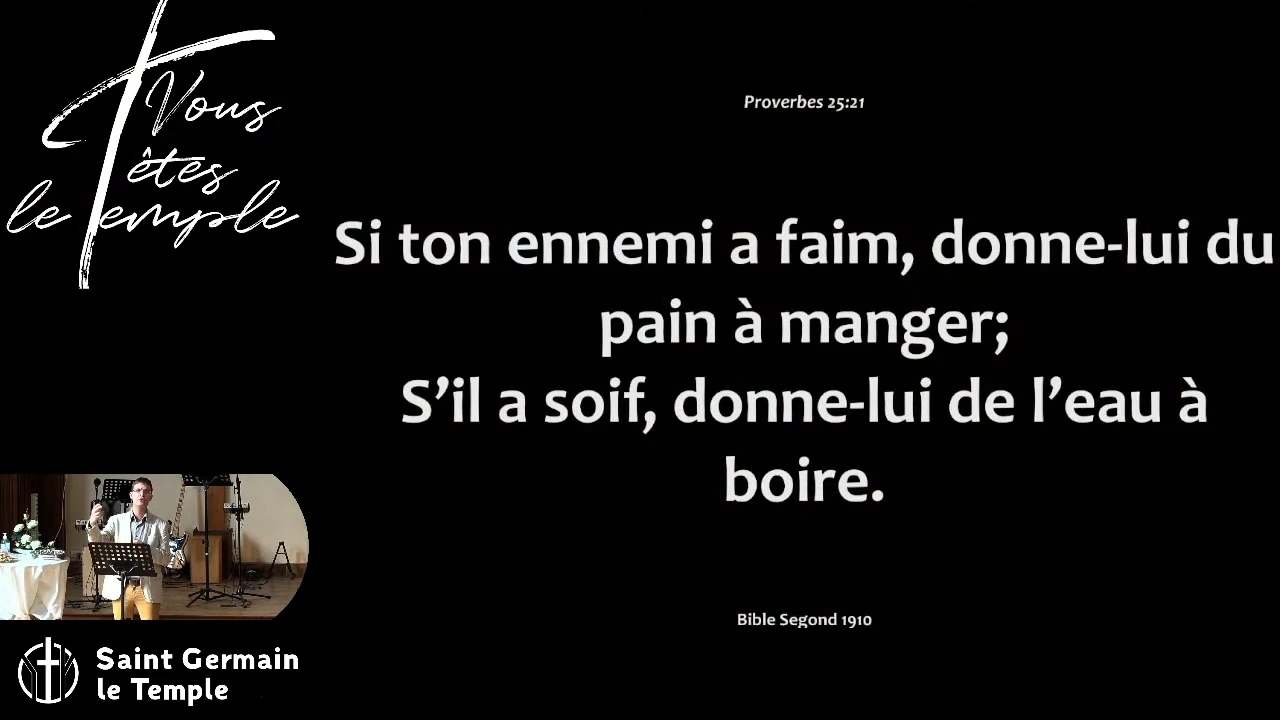 Vous
êtes
le temple
Proverbes 25:21
Si ton ennemi a faim, donne-lui du
pain à manger;
S’il a soif, donne-lui de l’eau à
boire.
Bible Segond 1910
Saint Germain
le Temple